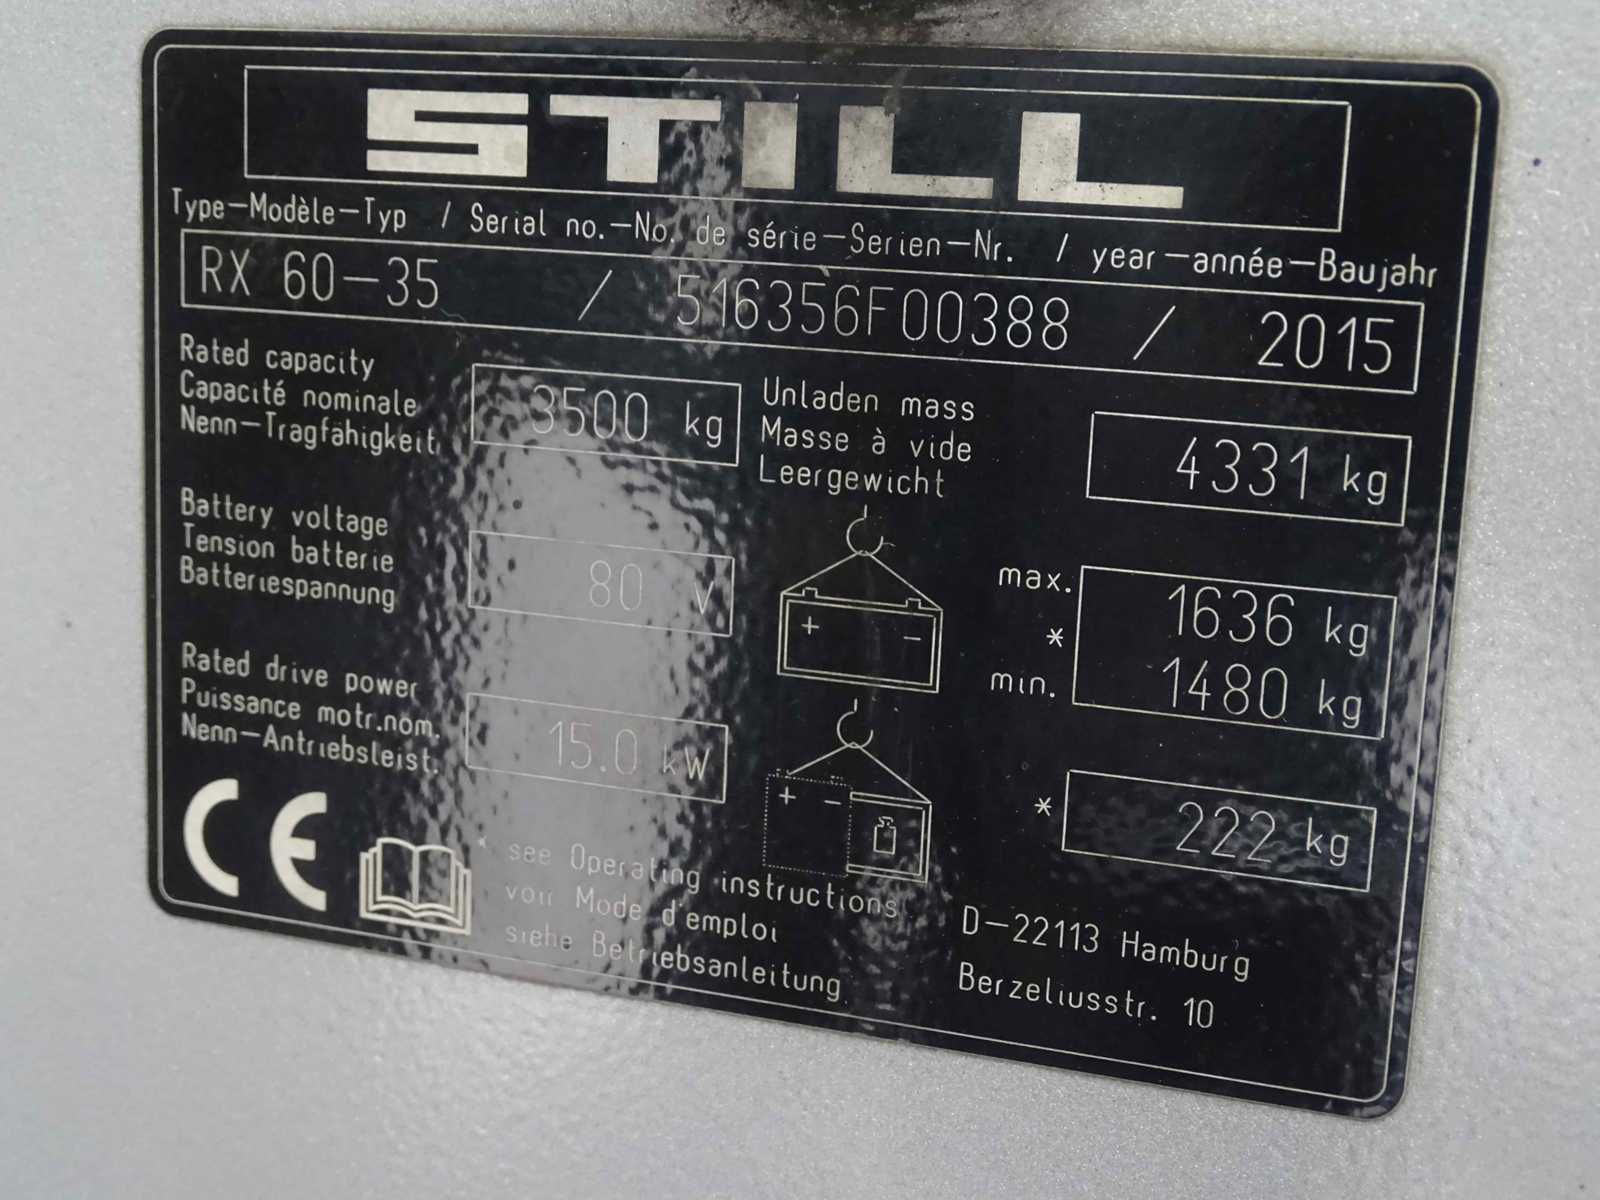 STILL
Type-Modèle-Typ / Serial no.-No. de série-Serien-Nr. / year-année-Baujahr
RX 60-35 / 516356F00388 / 2015
Rated capacity
Capacité nominale
Nenn-Tragfähigkeit
3500 kg
Unladen mass
Masse à vide
Leergewicht
4331 kg
Battery voltage
Tension batterie
Batteriespannung
80 V
+ -
max. 1636 kg
*
min. 1480 kg
Rated drive power
Puissance motr.nom.
Nenn-Antriebsleist.
15.0 kW
+ -
* 222 kg
CE
* see Operating instructions
voir Mode d'emploi
siehe Betriebsanleitung
D-22113 Hamburg
Berzeliusstr. 10